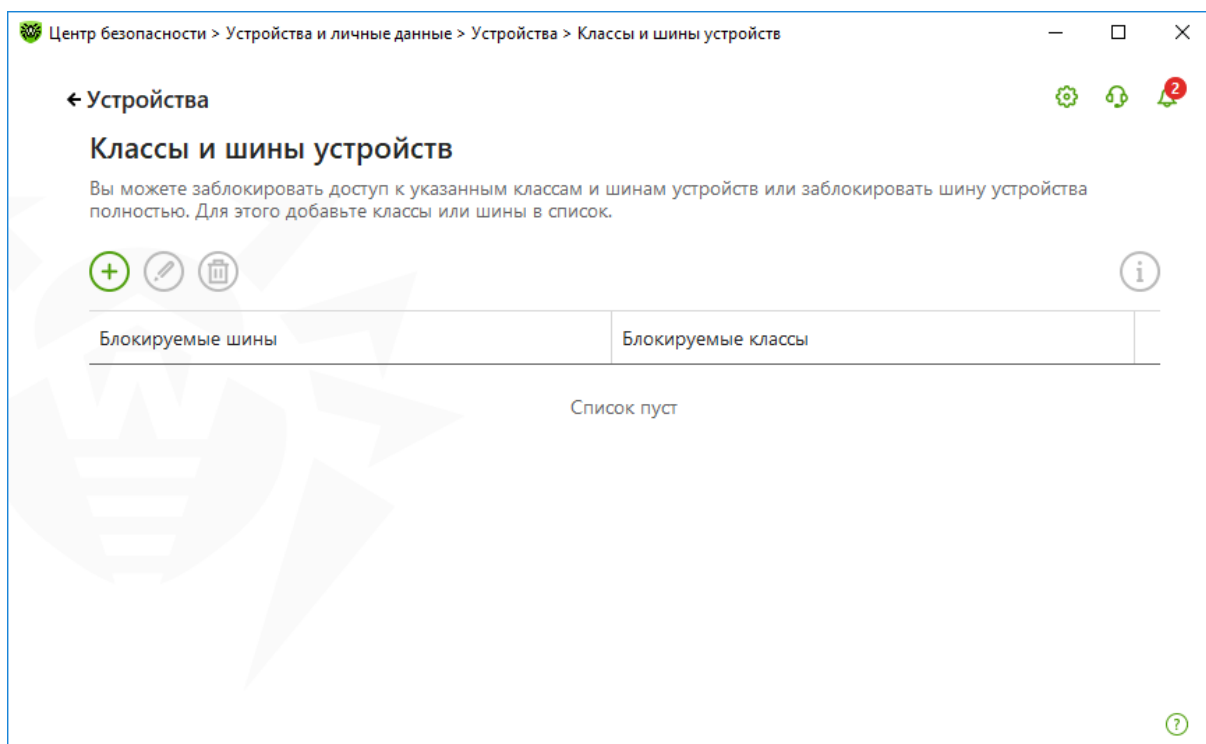 Центр безопасности > Устройства и личные данные > Устройства > Классы и шины устройств
Устройства
2
Классы и шины устройств
Вы можете заблокировать доступ к указанным классам и шинам устройств или заблокировать шину устройства
полностью. Для этого добавьте классы или шины в список.
Блокируемые шины
Блокируемые классы
Список пуст